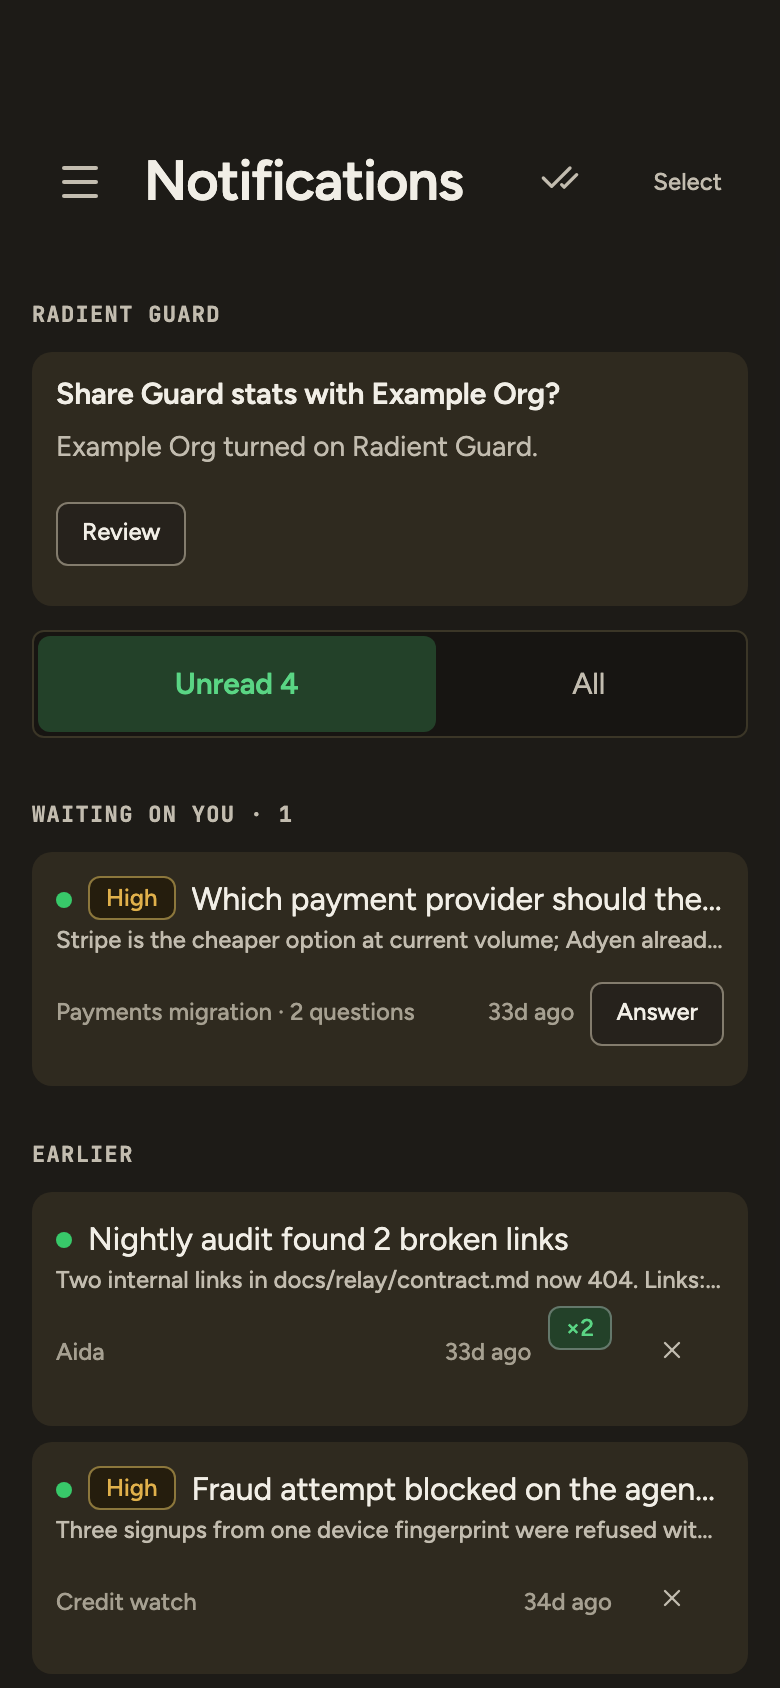 Notifications
Select
RADIENT GUARD
Share Guard stats with Example Org?
Example Org turned on Radient Guard.
Review
Unread 4
All
WAITING ON YOU · 1
High Which payment provider should the...
Stripe is the cheaper option at current volume; Adyen alread...
Payments migration · 2 questions 33d ago Answer
EARLIER
Nightly audit found 2 broken links
Two internal links in docs/relay/contract.md now 404. Links:...
Aida 33d ago ×2
High Fraud attempt blocked on the agen...
Three signups from one device fingerprint were refused wit...
Credit watch 34d ago